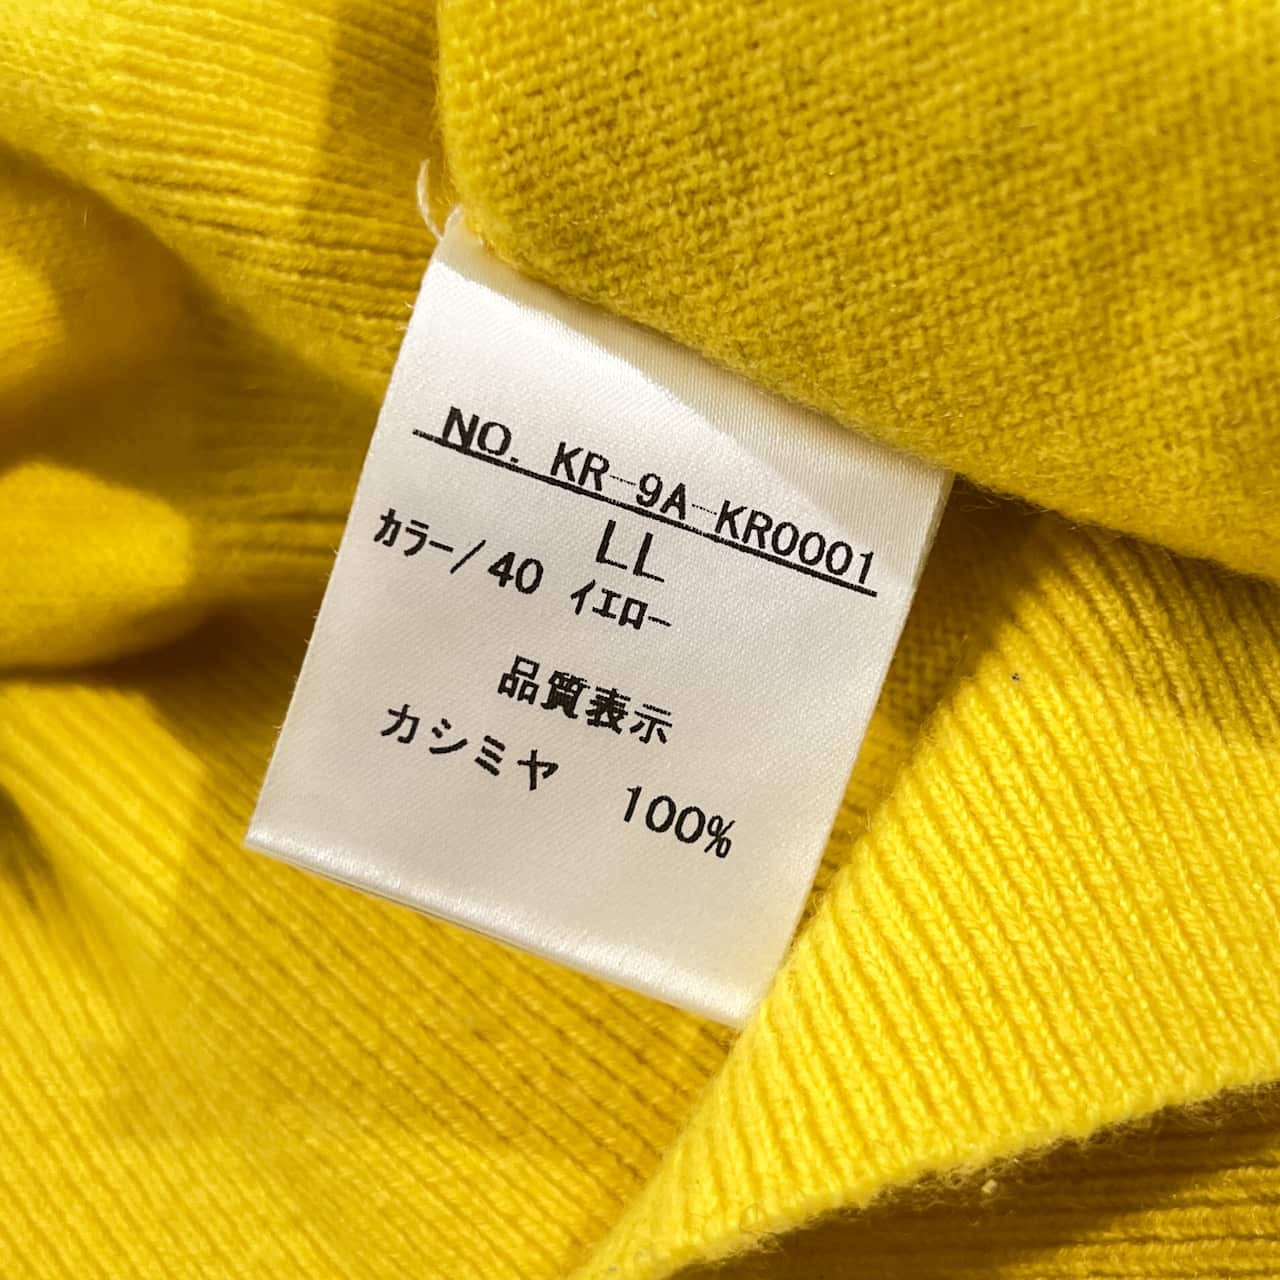 NO. KR-9A-KR0001
LL
ｶﾗｰ/40 ｲｴﾛｰ
品質表示
カシミヤ 100%